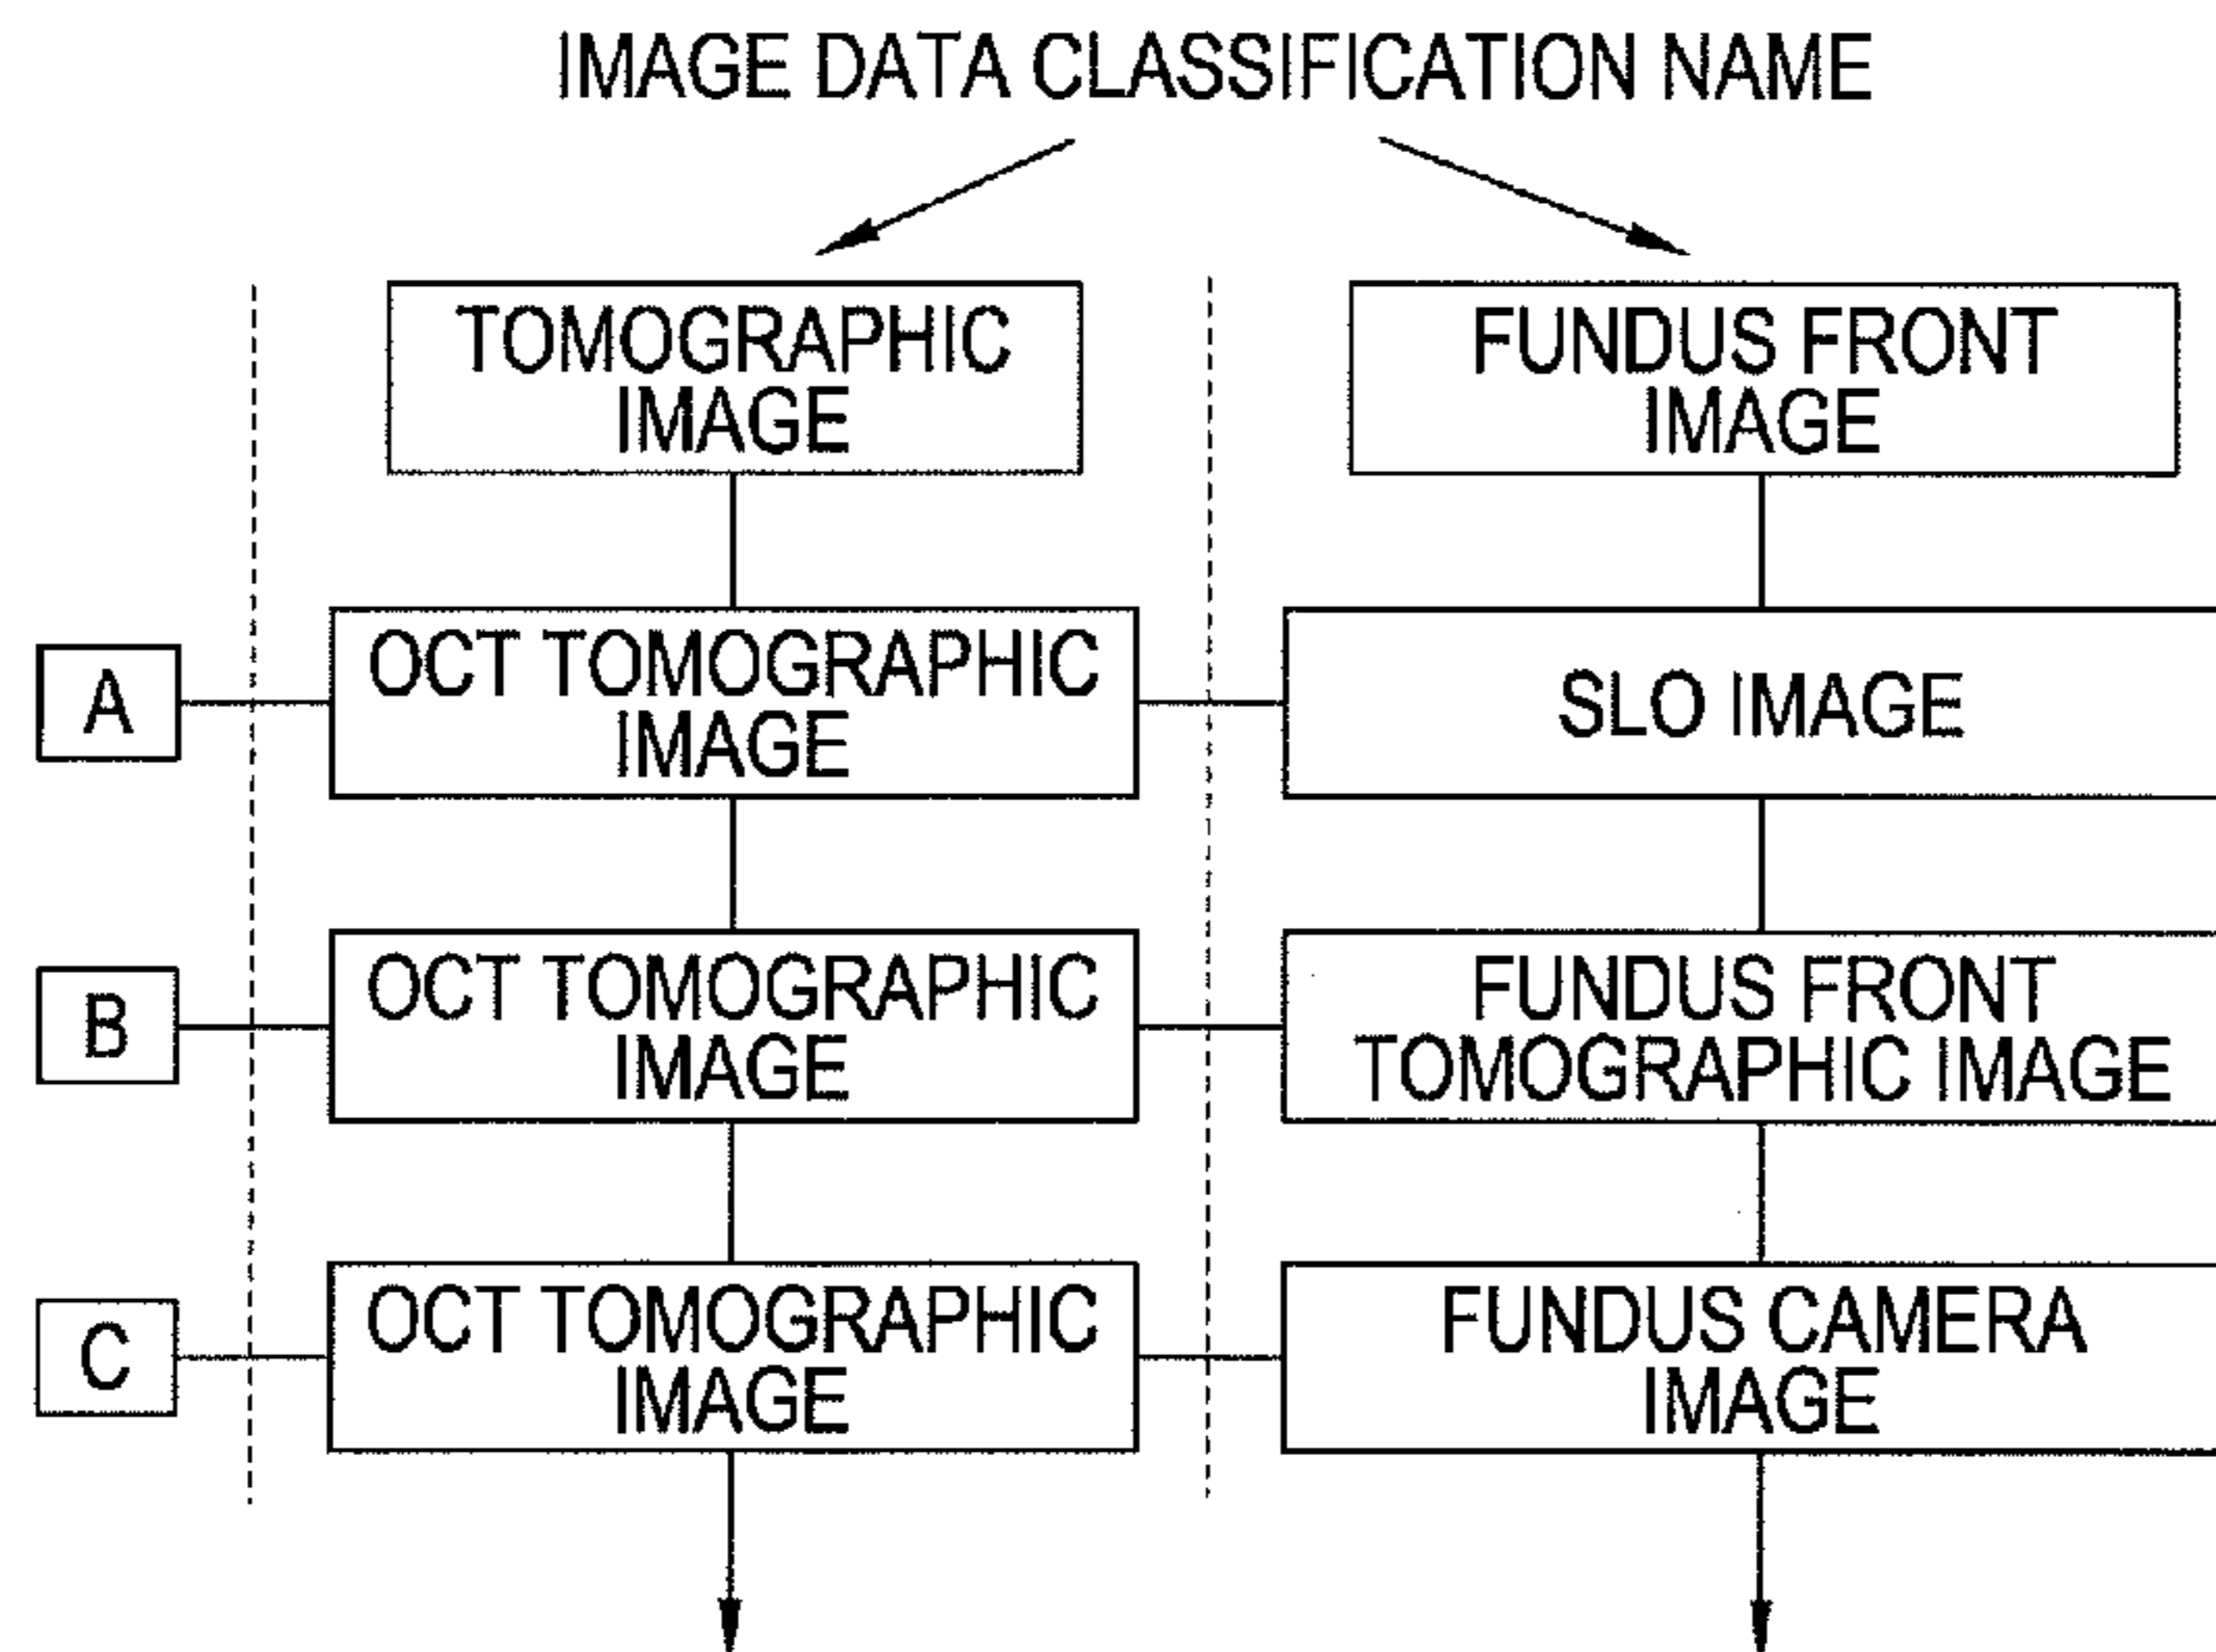 IMAGE DATA CLASSIFICATION NAME
TOMOGRAPHIC
IMAGE
FUNDUS FRONT
IMAGE
A
OCT TOMOGRAPHIC
IMAGE
SLO IMAGE
B
OCT TOMOGRAPHIC
IMAGE
FUNDUS FRONT
TOMOGRAPHIC IMAGE
C
OCT TOMOGRAPHIC
IMAGE
FUNDUS CAMERA
IMAGE